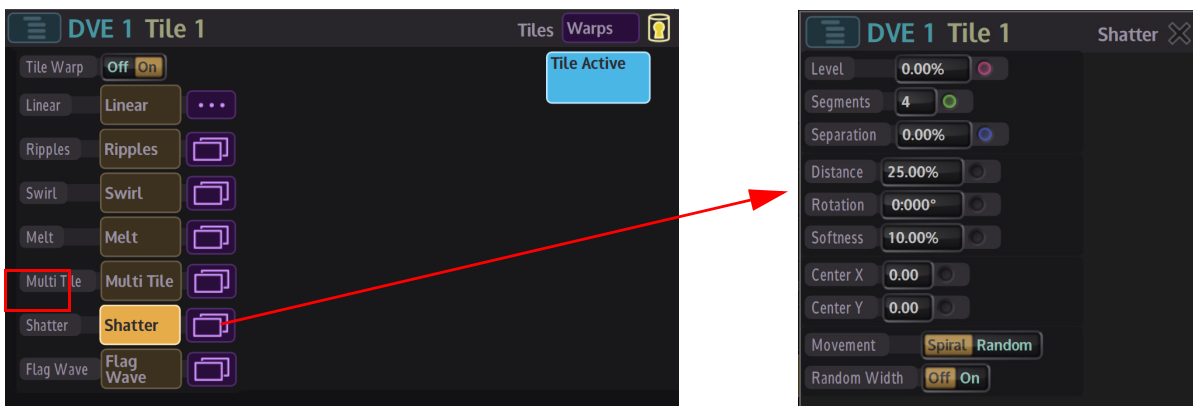 DVE 1 Tile 1
Tiles Warps
Tile Warp Off On
Tile Active
Linear Linear
Ripples Ripples
Swirl Swirl
Melt Melt
Multi Tile Multi Tile
Shatter Shatter
Flag Wave Flag
Wave
DVE 1 Tile 1
Shatter
Level 0.00%
Segments 4
Separation 0.00%
Distance 25.00%
Rotation 0:000°
Softness 10.00%
Center X 0.00
Center Y 0.00
Movement Spiral Random
Random Width Off On